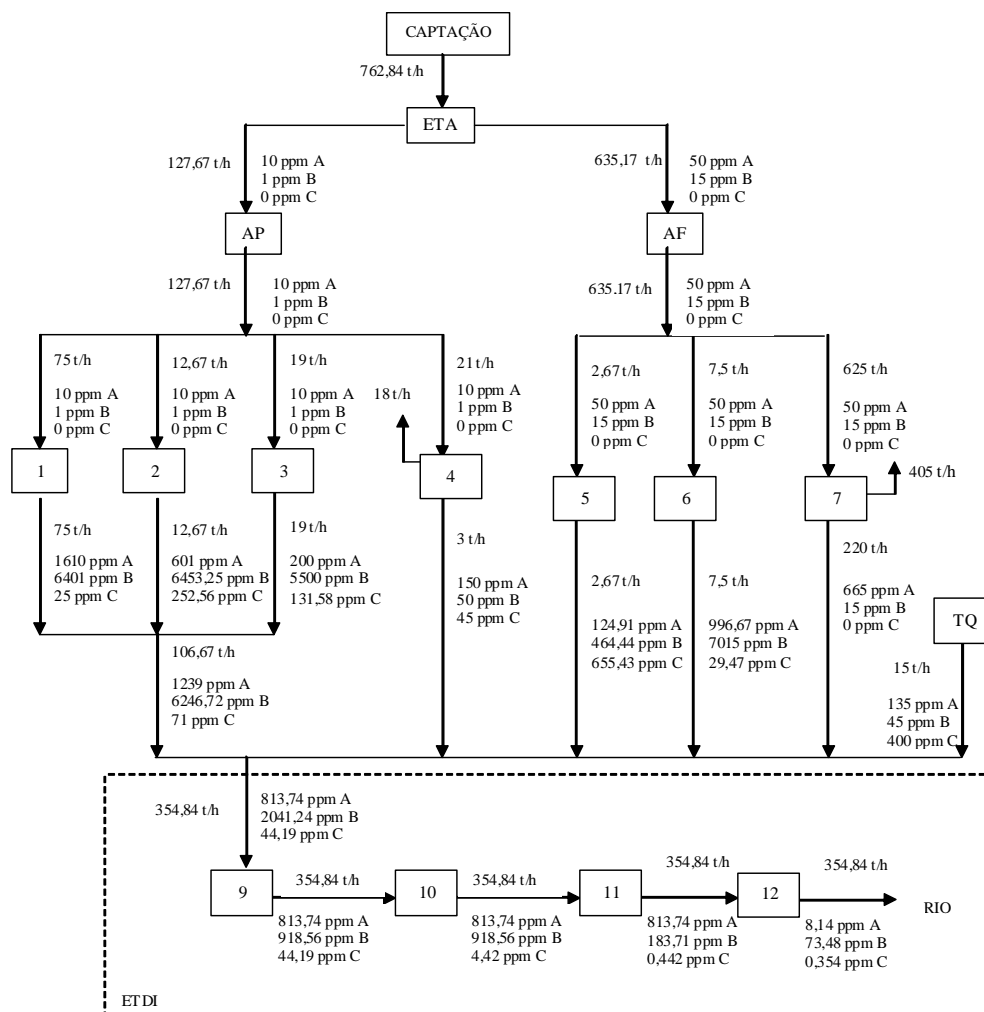 CAPTAÇÃO
762,84 t/h
ETA
127,67 t/h
10 ppm A
1 ppm B
0 ppm C
635,17 t/h
50 ppm A
15 ppm B
0 ppm C
AP
AF
127,67 t/h
10 ppm A
1 ppm B
0 ppm C
635.17 t/h
50 ppm A
15 ppm B
0 ppm C
75 t/h
10 ppm A
1 ppm B
0 ppm C
12,67 t/h
10 ppm A
1 ppm B
0 ppm C
19 t/h
10 ppm A
1 ppm B
0 ppm C
18 t/h
21 t/h
10 ppm A
1 ppm B
0 ppm C
2,67 t/h
50 ppm A
15 ppm B
0 ppm C
7,5 t/h
50 ppm A
15 ppm B
0 ppm C
625 t/h
50 ppm A
15 ppm B
0 ppm C
405 t/h
1
2
3
4
5
6
7
75 t/h
1610 ppm A
6401 ppm B
25 ppm C
12,67 t/h
601 ppm A
6453,25 ppm B
252,56 ppm C
19 t/h
200 ppm A
5500 ppm B
131,58 ppm C
3 t/h
150 ppm A
50 ppm B
45 ppm C
2,67 t/h
124,91 ppm A
464,44 ppm B
655,43 ppm C
7,5 t/h
996,67 ppm A
7015 ppm B
29,47 ppm C
220 t/h
665 ppm A
15 ppm B
0 ppm C
TQ
15 t/h
135 ppm A
45 ppm B
400 ppm C
106,67 t/h
1239 ppm A
6246,72 ppm B
71 ppm C
354,84 t/h
813,74 ppm A
2041,24 ppm B
44,19 ppm C
9
354,84 t/h
813,74 ppm A
918,56 ppm B
44,19 ppm C
10
354,84 t/h
813,74 ppm A
918,56 ppm B
4,42 ppm C
11
354,84 t/h
813,74 ppm A
183,71 ppm B
0,442 ppm C
12
354,84 t/h
8,14 ppm A
73,48 ppm B
0,354 ppm C
RIO
ETDI